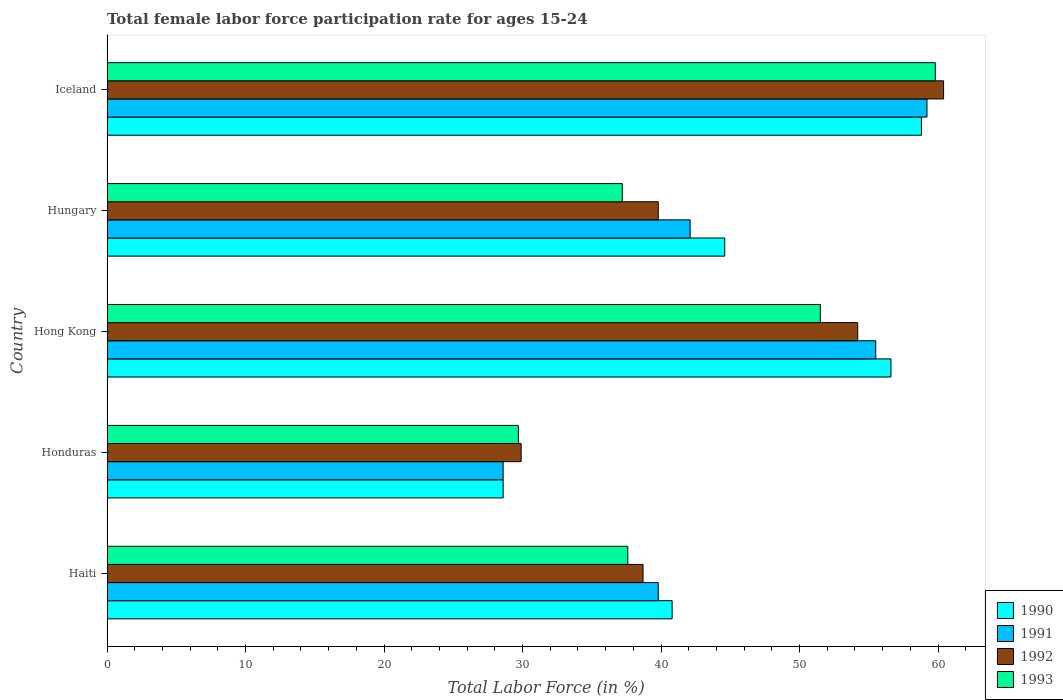 Total female labor force participation rate for ages 15-24
Iceland
Hungary
Hong Kong
Honduras
Haiti
Country
0
10
20
30
40
50
60
Total Labor Force (in %)
1990
1991
1992
1993